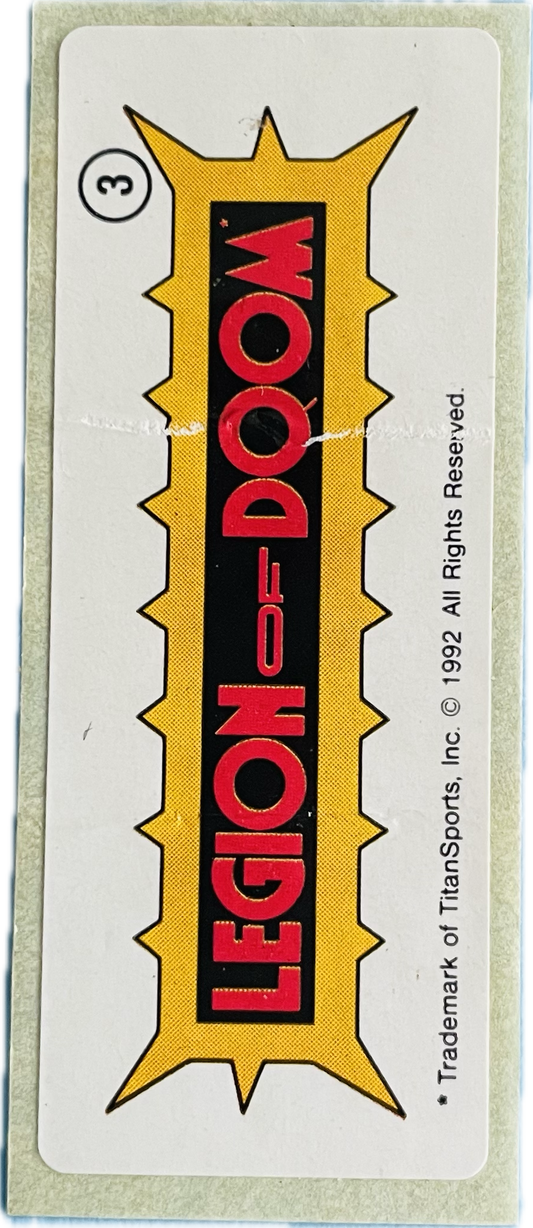 3
LEGION OF DOOM*
* Trademark of TitanSports, Inc. © 1992 All Rights Reserved.